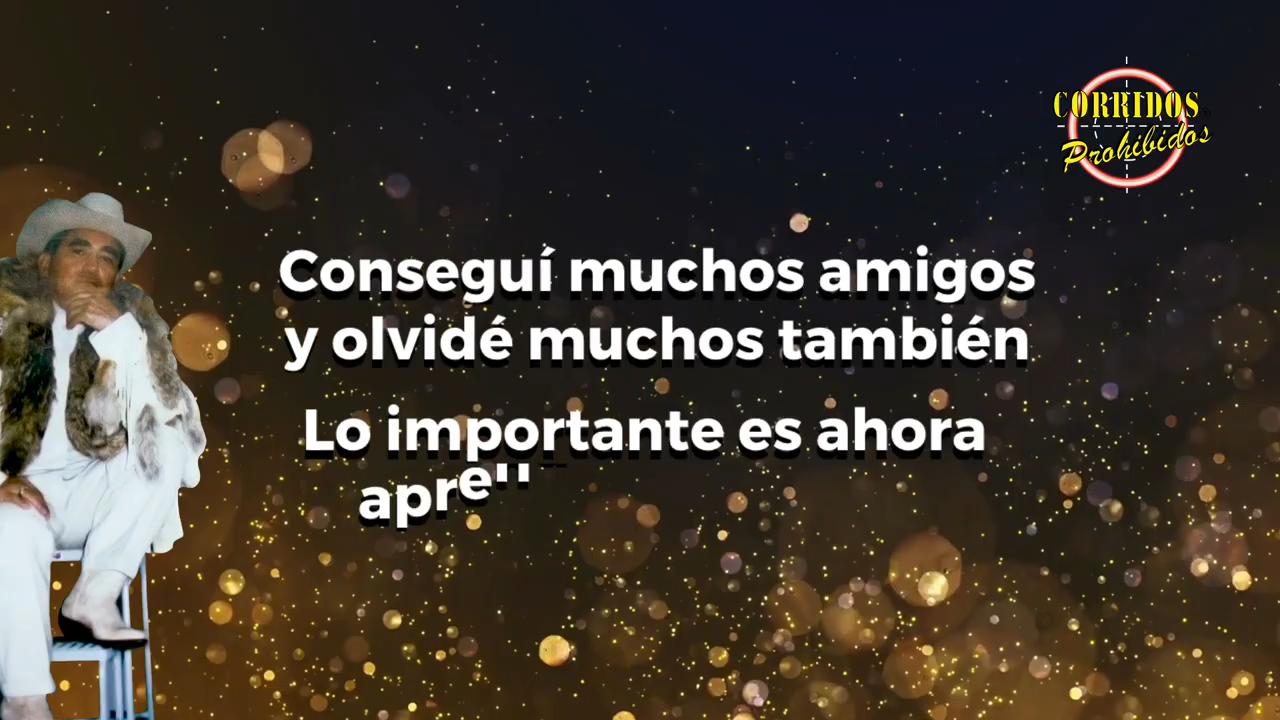 CORRIDOS
Prohibidos
Conseguí muchos amigos
y olvidé muchos también
Lo importante es ahora